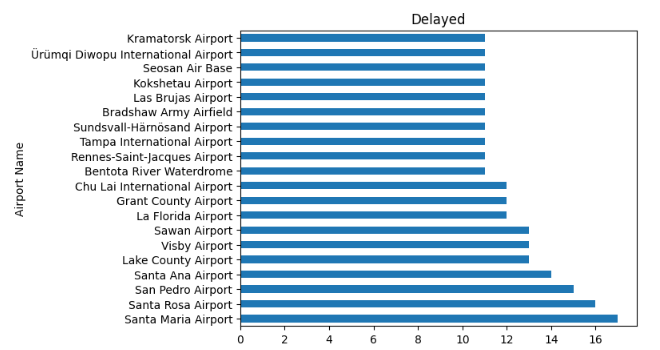 Delayed
Airport Name
Kramatorsk Airport
Ürümqi Diwopu International Airport
Seosan Air Base
Kokshetau Airport
Las Brujas Airport
Bradshaw Army Airfield
Sundsvall-Härnösand Airport
Tampa International Airport
Rennes-Saint-Jacques Airport
Bentota River Waterdrome
Chu Lai International Airport
Grant County Airport
La Florida Airport
Sawan Airport
Visby Airport
Lake County Airport
Santa Ana Airport
San Pedro Airport
Santa Rosa Airport
Santa Maria Airport
0 2 4 6 8 10 12 14 16